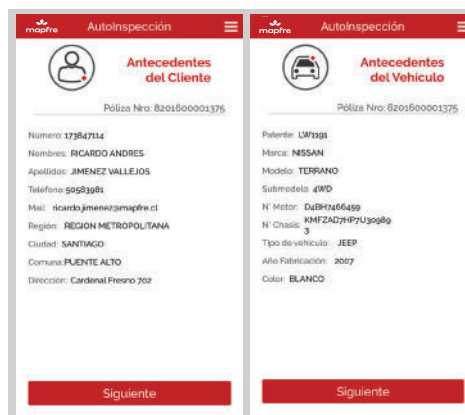 mapfre
AutoInspección
Antecedentes
del Cliente
Póliza Nro: 8201600001375
Número: 173847114
Nombres: RICARDO ANDRES
Apellidos: JIMENEZ VALLEJOS
Teléfono: 50583981
Mail: ricardo.jimenez@mapfre.cl
Región: REGION METROPOLITANA
Ciudad: SANTIAGO
Comuna: PUENTE ALTO
Dirección: Cardenal Fresno 702
Siguiente
mapfre
AutoInspección
Antecedentes
del Vehículo
Póliza Nro: 8201600001375
Patente: LW1191
Marca: NISSAN
Modelo: TERRANO
Submodelo: 4WD
N° Motor: D4BH7466459
N° Chasis: KMFZAD7HP7U30989
3
Tipo de vehículo: JEEP
Año Fabricación: 2007
Color: BLANCO
Siguiente